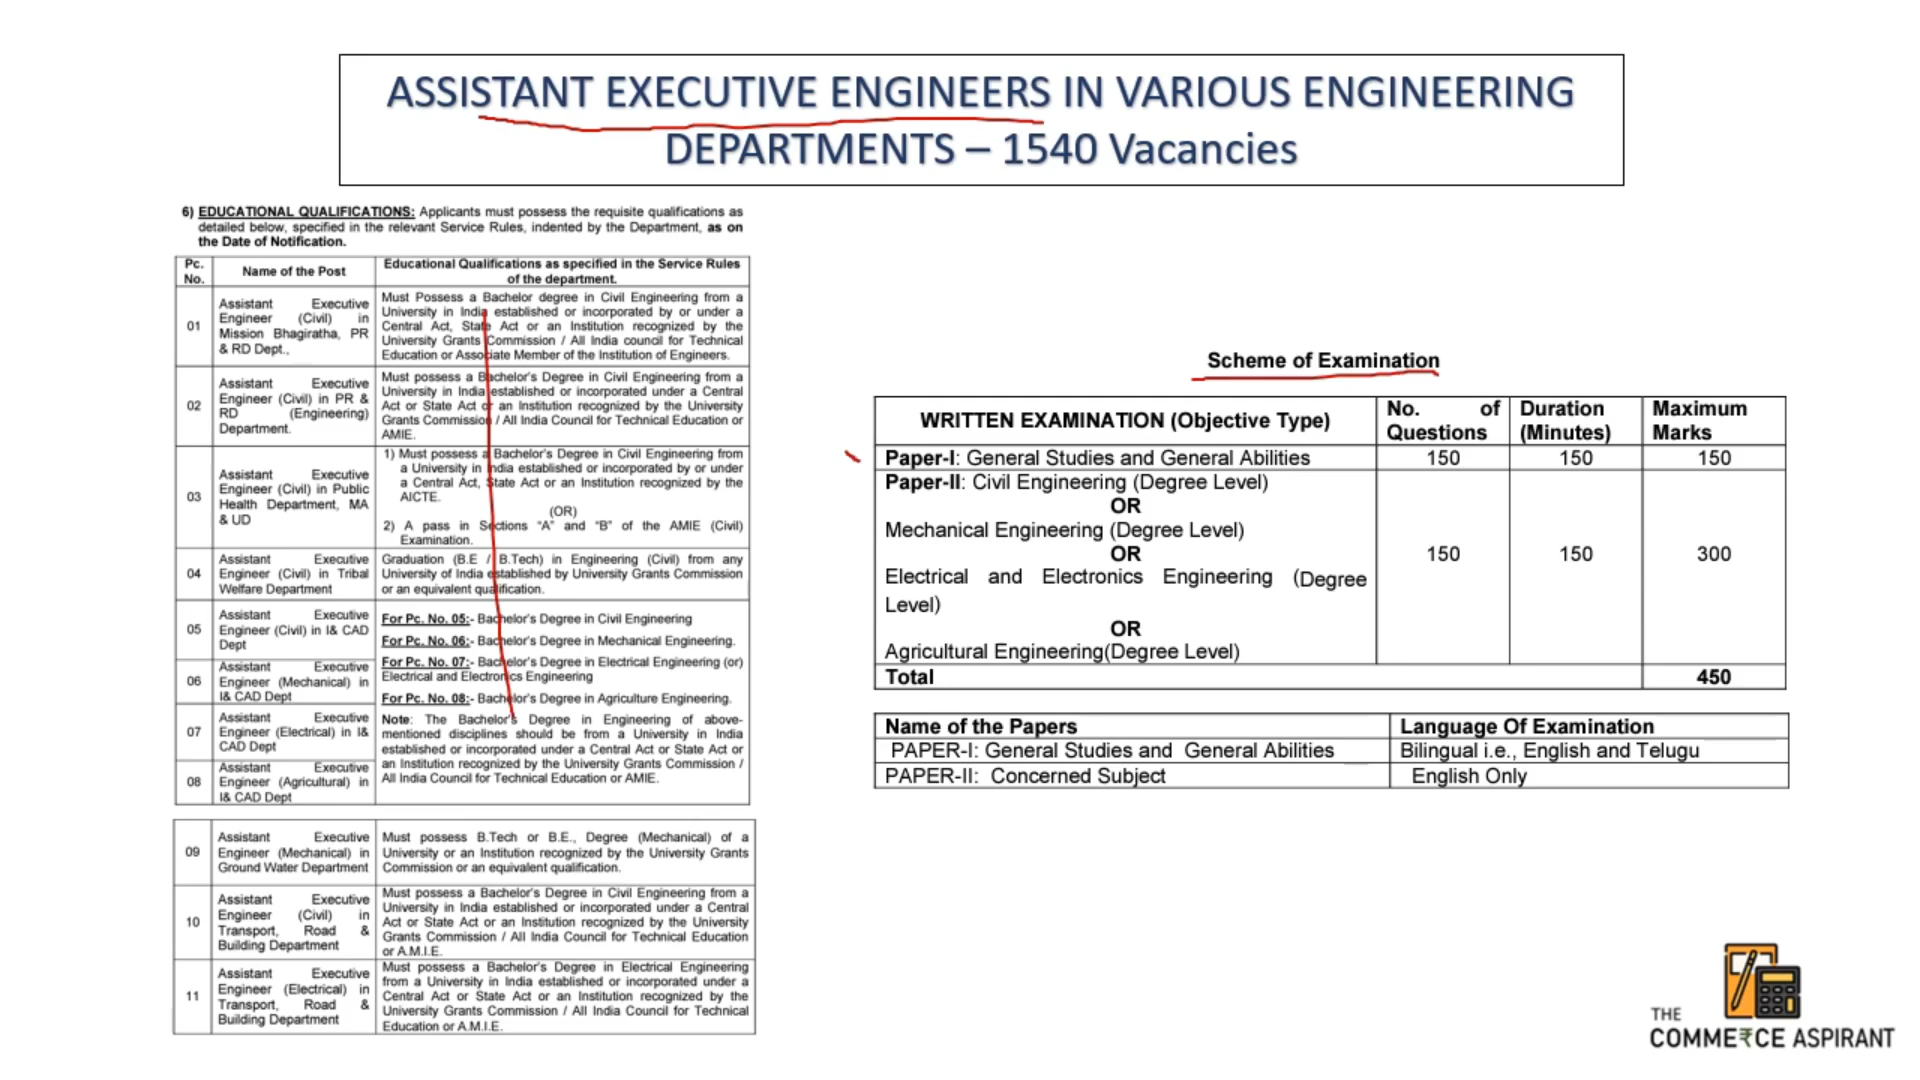 ASSISTANT EXECUTIVE ENGINEERS IN VARIOUS ENGINEERING
DEPARTMENTS – 1540 Vacancies
6) EDUCATIONAL QUALIFICATIONS: Applicants must possess the requisite qualifications as
detailed below, specified in the relevant Service Rules, indented by the Department, as on
the Date of Notification.
Pc. No. Name of the Post Educational Qualifications as specified in the Service Rules
of the department.
01
Assistant Executive
Engineer (Civil) in
Mission Bhagiratha, PR
& RD Dept.,
Must Possess a Bachelor degree in Civil Engineering from a
University in India established or incorporated by or under a
Central Act, State Act or an Institution recognized by the
University Grants Commission / All India council for Technical
Education or Associate Member of the Institution of Engineers.
02
Assistant Executive
Engineer (Civil) in PR &
RD (Engineering)
Department.
Must possess a Bachelor's Degree in Civil Engineering from a
University in India established or incorporated under a Central
Act or State Act or an Institution recognized by the University
Grants Commission / All India Council for Technical Education or
AMIE.
03
Assistant Executive
Engineer (Civil) in Public
Health Department, MA
& UD
1) Must possess a Bachelor's Degree in Civil Engineering from
a University in India established or incorporated by or under
a Central Act, State Act or an Institution recognized by the
AICTE.
(OR)
2) A pass in Sections "A" and "B" of the AMIE (Civil)
Examination.
04
Assistant Executive
Engineer (Civil) in Tribal
Welfare Department
Graduation (B.E / B.Tech) in Engineering (Civil) from any
University of India established by University Grants Commission
or an equivalent qualification.
05
Assistant Executive
Engineer (Civil) in I& CAD
Dept
For Pc. No. 05:- Bachelor's Degree in Civil Engineering
For Pc. No. 06:- Bachelor's Degree in Mechanical Engineering.
For Pc. No. 07:- Bachelor's Degree in Electrical Engineering (or)
Electrical and Electronics Engineering
For Pc. No. 08:- Bachelor's Degree in Agriculture Engineering.
Note: The Bachelor's Degree in Engineering of above-
mentioned disciplines should be from a University in India
established or incorporated under a Central Act or State Act or
an Institution recognized by the University Grants Commission /
All India Council for Technical Education or AMIE.
06
Assistant Executive
Engineer (Mechanical) in
I& CAD Dept
07
Assistant Executive
Engineer (Electrical) in I&
CAD Dept
08
Assistant Executive
Engineer (Agricultural) in
I& CAD Dept
09
Assistant Executive
Engineer (Mechanical) in
Ground Water Department
Must possess B.Tech or B.E., Degree (Mechanical) of a
University or an Institution recognized by the University Grants
Commission or an equivalent qualification.
10
Assistant Executive
Engineer (Civil) in
Transport, Road &
Building Department
Must possess a Bachelor's Degree in Civil Engineering from a
University in India established or incorporated under a Central
Act or State Act or an Institution recognized by the University
Grants Commission / All India Council for Technical Education
or A.M.I.E.
11
Assistant Executive
Engineer (Electrical) in
Transport, Road &
Building Department
Must possess a Bachelor's Degree in Electrical Engineering
from a University in India established or incorporated under a
Central Act or State Act or an Institution recognized by the
University Grants Commission / All India Council for Technical
Education or A.M.I.E.
Scheme of Examination
WRITTEN EXAMINATION (Objective Type) No. of Questions Duration (Minutes) Maximum Marks
Paper-I: General Studies and General Abilities 150 150 150
Paper-II: Civil Engineering (Degree Level)
OR
Mechanical Engineering (Degree Level)
OR 150 150 300
Electrical and Electronics Engineering (Degree
Level)
OR
Agricultural Engineering(Degree Level)
Total 450
Name of the Papers Language Of Examination
PAPER-I: General Studies and General Abilities Bilingual i.e., English and Telugu
PAPER-II: Concerned Subject English Only
THE
COMME₹CE ASPIRANT